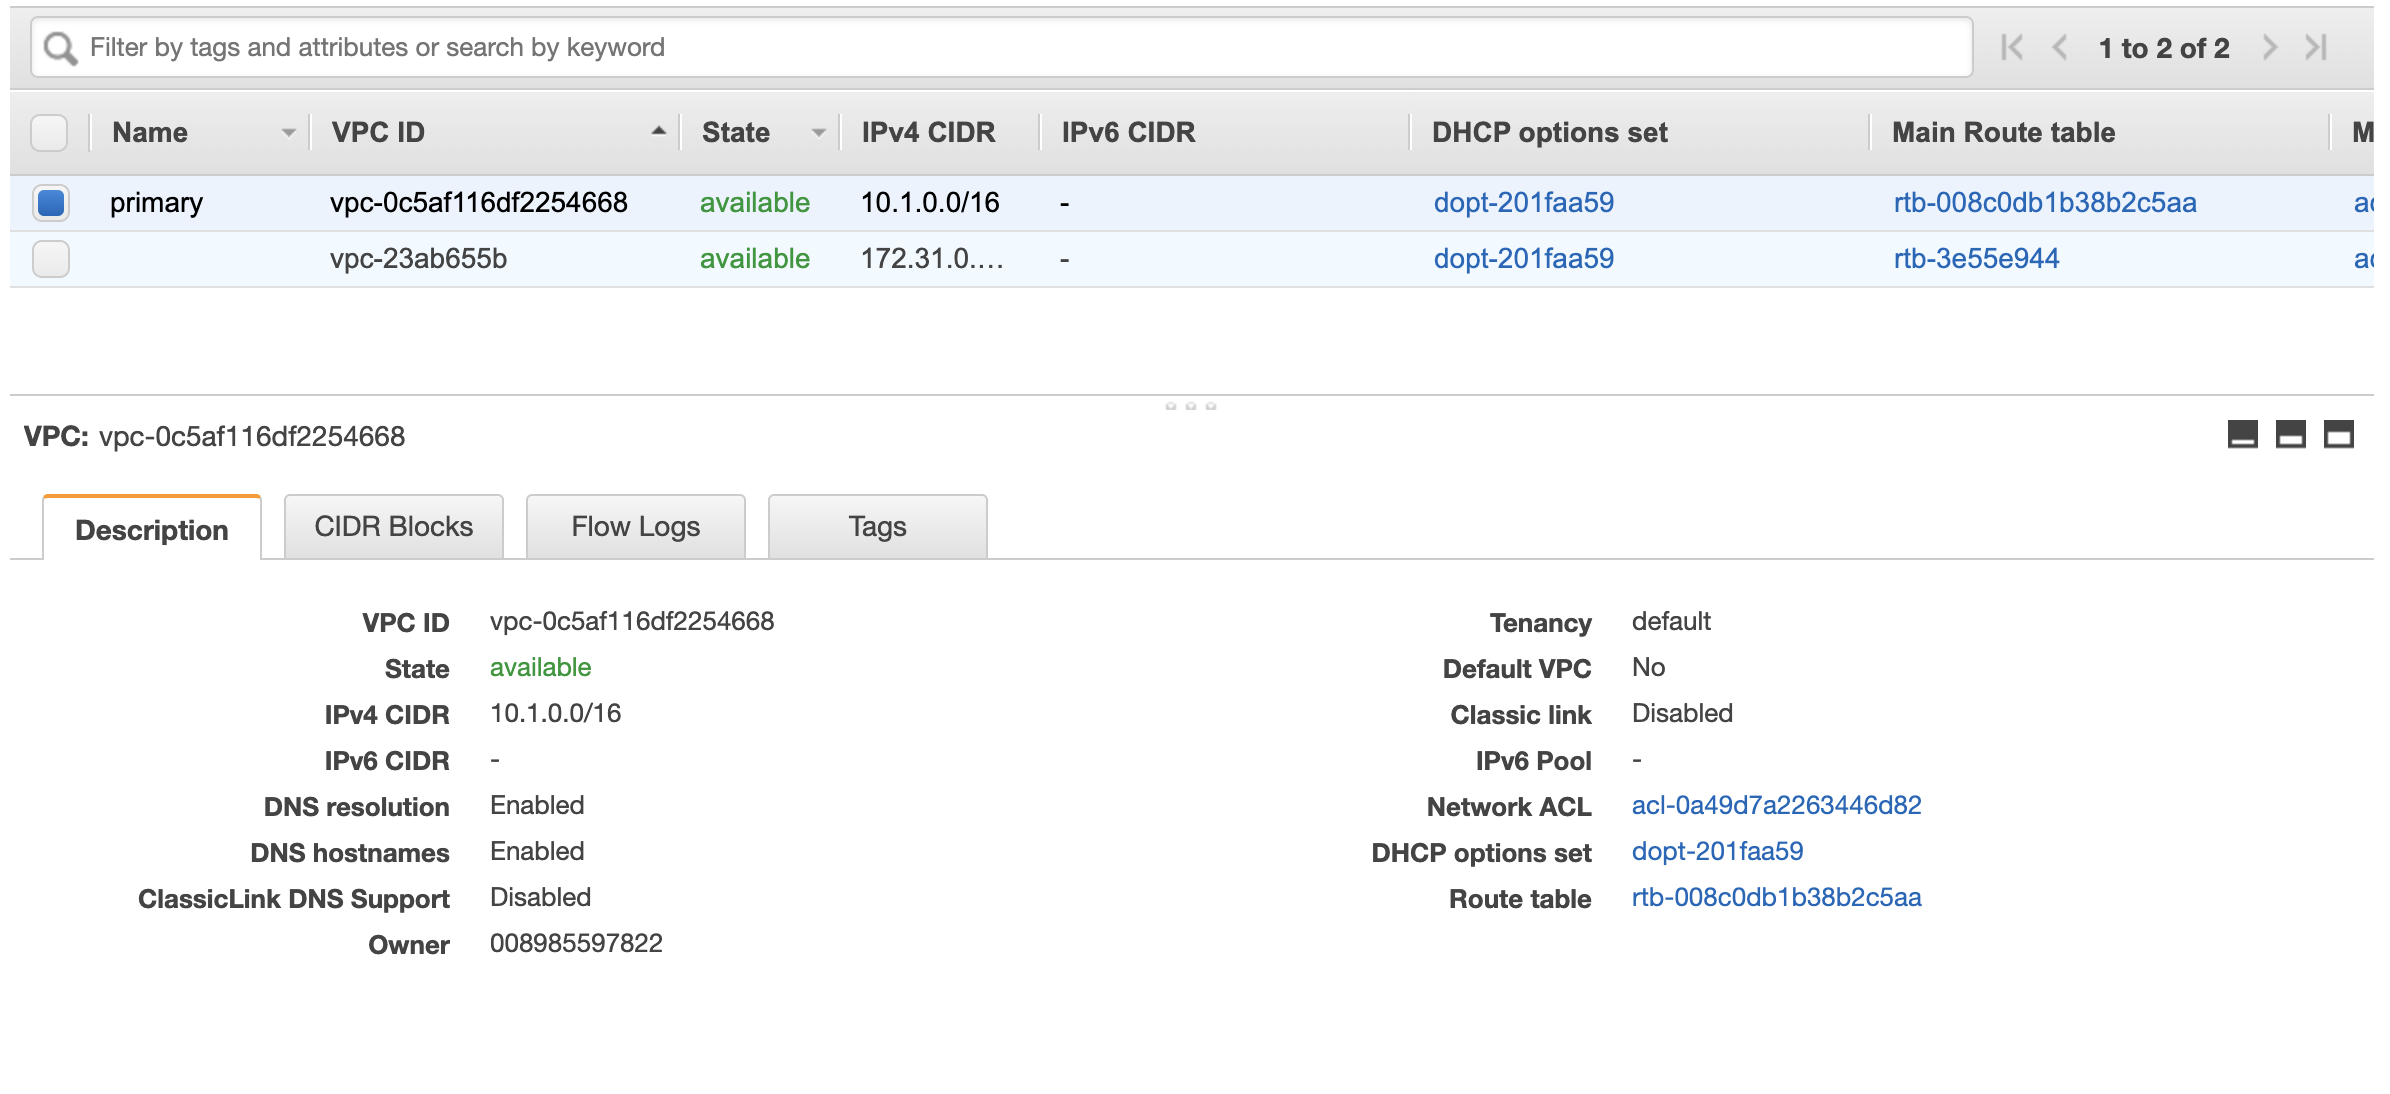 Filter by tags and attributes or search by keyword 1 to 2 of 2
Name VPC ID State IPv4 CIDR IPv6 CIDR DHCP options set Main Route table M
primary vpc-0c5af116df2254668 available 10.1.0.0/16 - dopt-201faa59 rtb-008c0db1b38b2c5aa ac
vpc-23ab655b available 172.31.0.… - dopt-201faa59 rtb-3e55e944 ac
VPC: vpc-0c5af116df2254668
Description CIDR Blocks Flow Logs Tags
VPC ID vpc-0c5af116df2254668 Tenancy default
State available Default VPC No
IPv4 CIDR 10.1.0.0/16 Classic link Disabled
IPv6 CIDR - IPv6 Pool -
DNS resolution Enabled Network ACL acl-0a49d7a2263446d82
DNS hostnames Enabled DHCP options set dopt-201faa59
ClassicLink DNS Support Disabled Route table rtb-008c0db1b38b2c5aa
Owner 008985597822